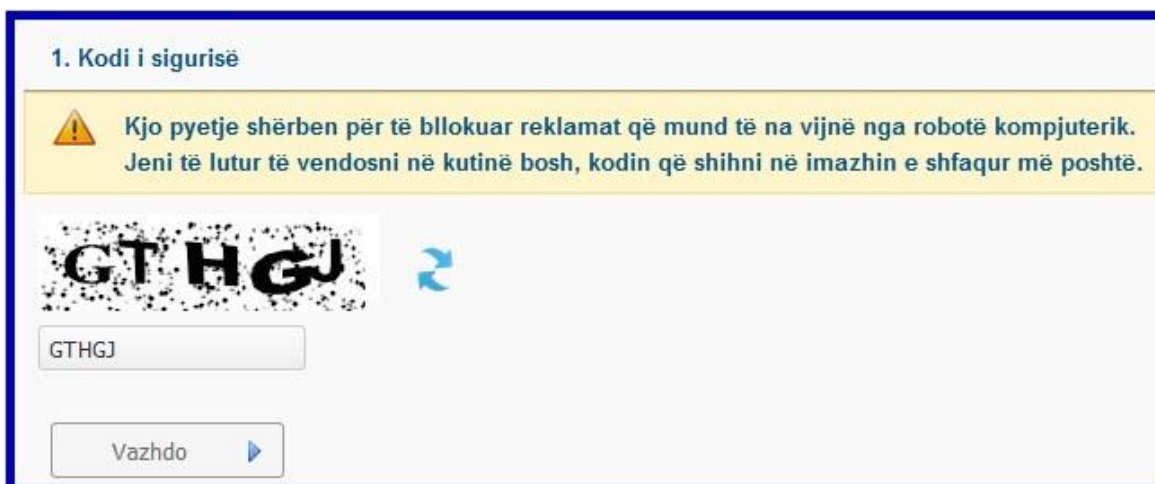 1. Kodi i sigurisë
Kjo pyetje shërben për të bllokuar reklamat që mund të na vijnë nga robotë kompjuterik.
Jeni të lutur të vendosni në kutinë bosh, kodin që shihni në imazhin e shfaqur më poshtë.
GTHGJ
GTHGJ
Vazhdo